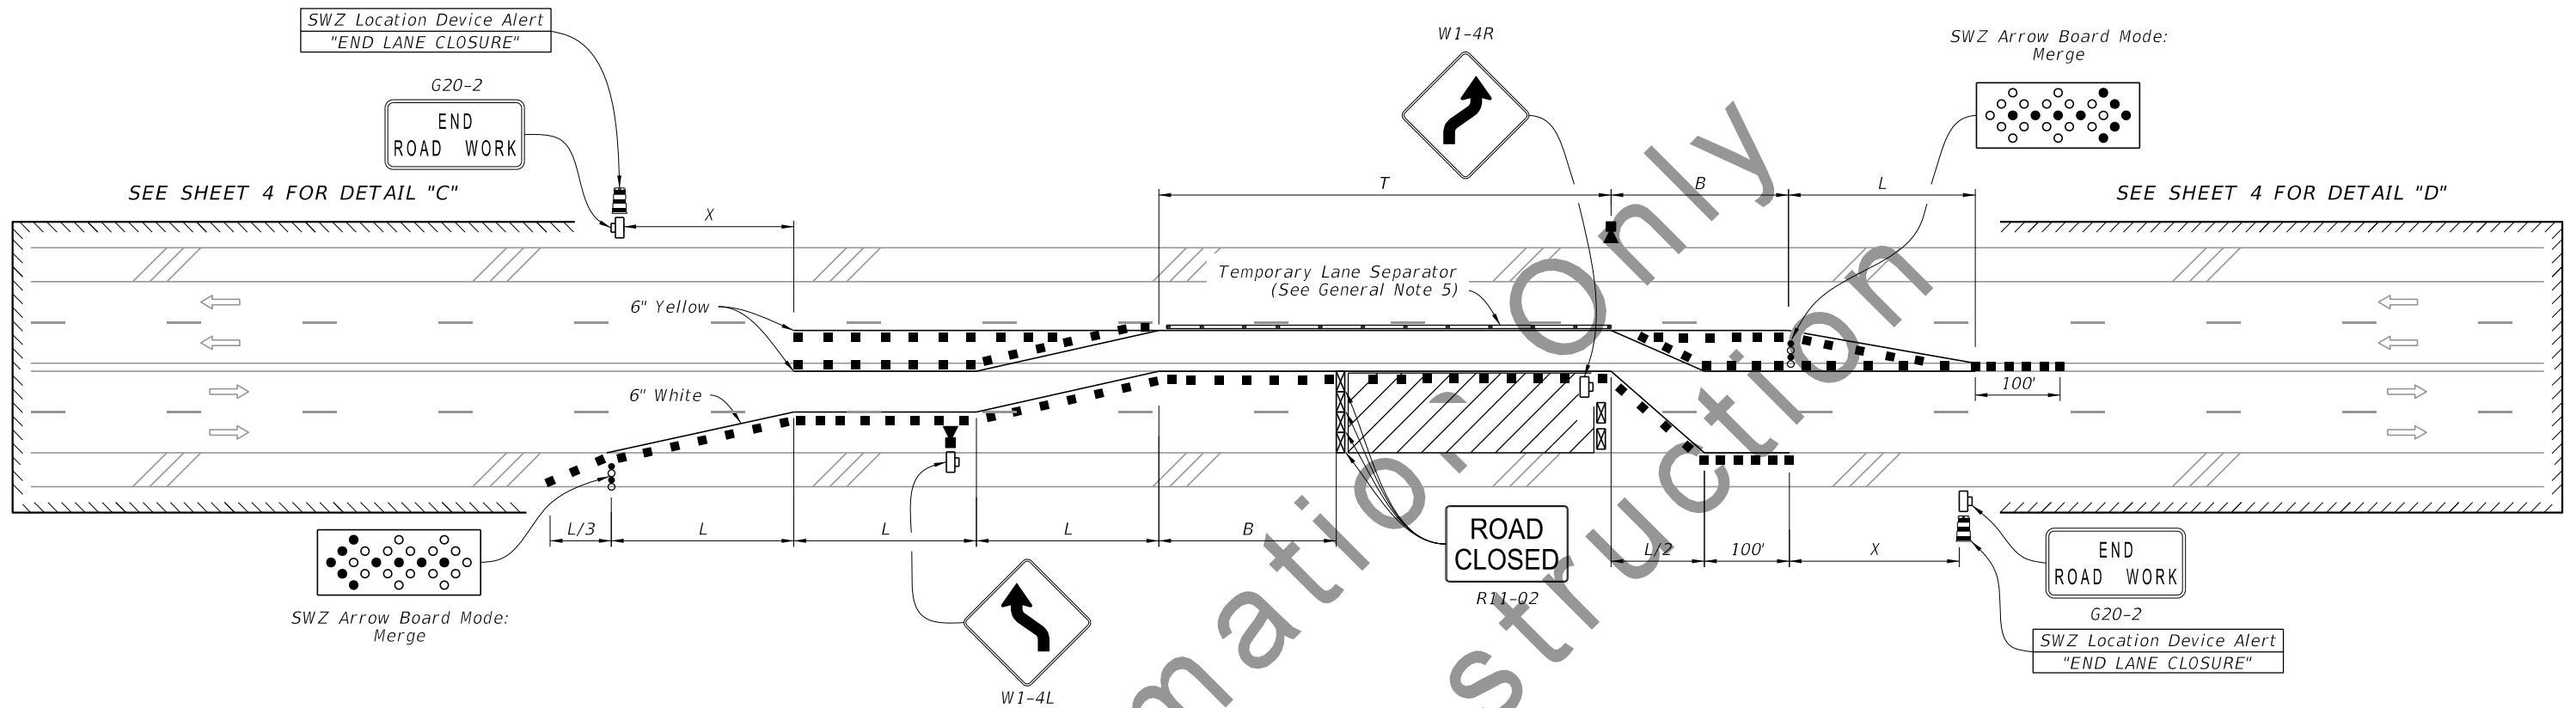 SWZ Location Device Alert
"END LANE CLOSURE"
G20-2
END
ROAD WORK
SEE SHEET 4 FOR DETAIL "C"
W1-4R
SWZ Arrow Board Mode:
Merge
SEE SHEET 4 FOR DETAIL "D"
X
T
B
L
Temporary Lane Separator
(See General Note 5)
6" Yellow
6" White
100'
L/3
L
L
L
B
L/2
100'
X
SWZ Arrow Board Mode:
Merge
W1-4L
ROAD
CLOSED
R11-02
END
ROAD WORK
G20-2
SWZ Location Device Alert
"END LANE CLOSURE"
mation Only
struction